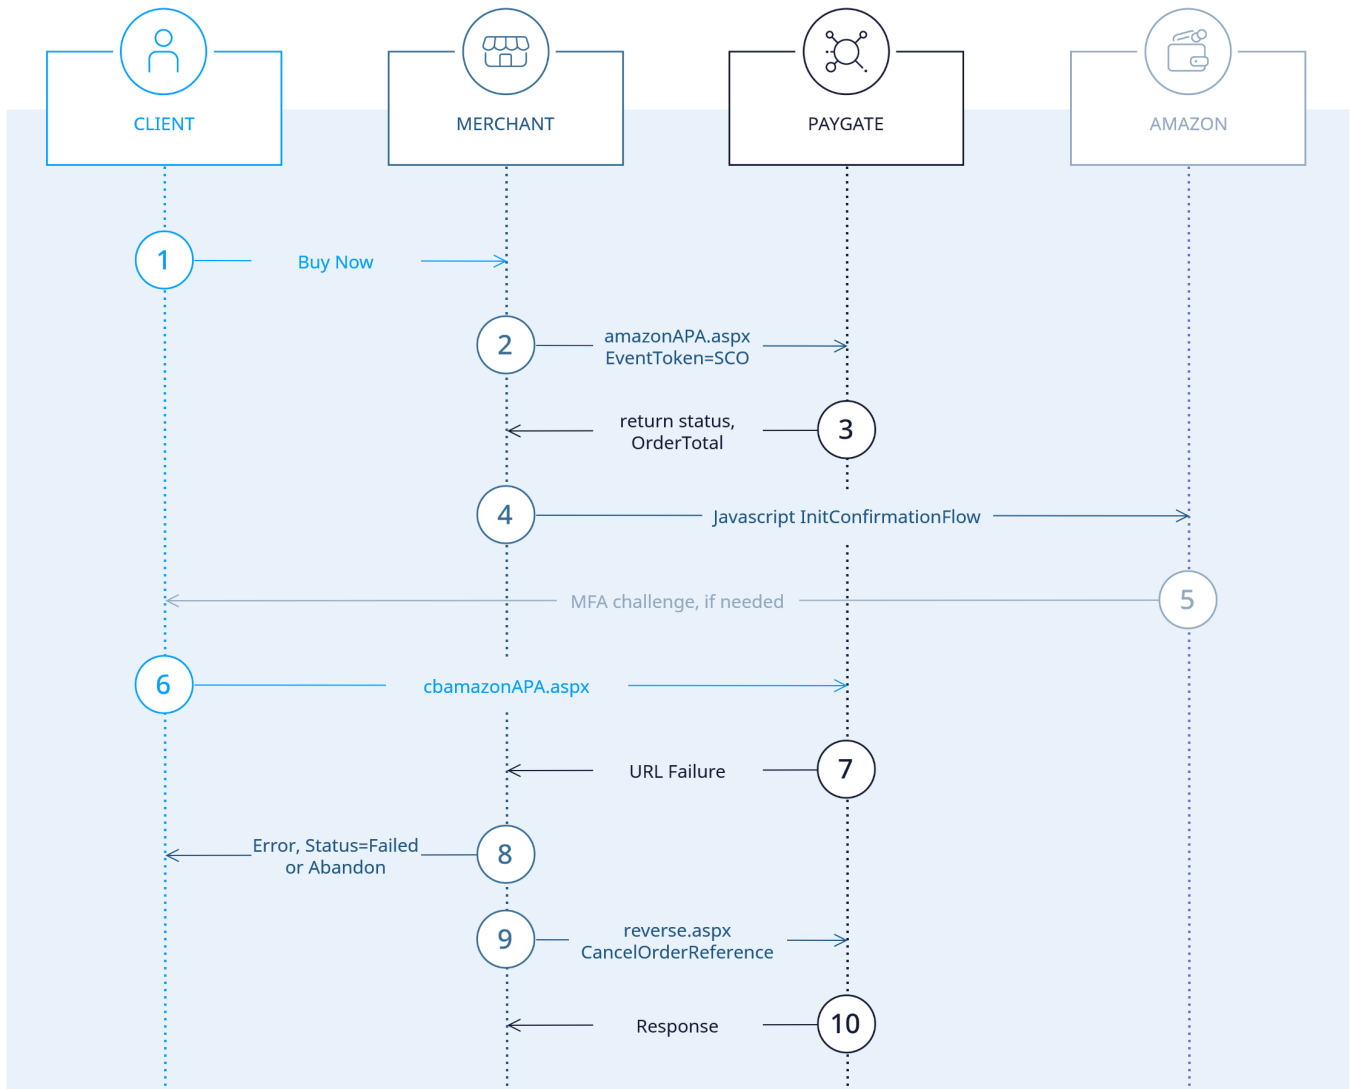 CLIENT
MERCHANT
PAYGATE
AMAZON
1
Buy Now
2
amazonAPA.aspx
EventToken=SCO
return status,
OrderTotal
3
4
Javascript InitConfirmationFlow
MFA challenge, if needed
5
6
cbamazonAPA.aspx
URL Failure
7
Error, Status=Failed
or Abandon
8
9
reverse.aspx
CancelOrderReference
Response
10